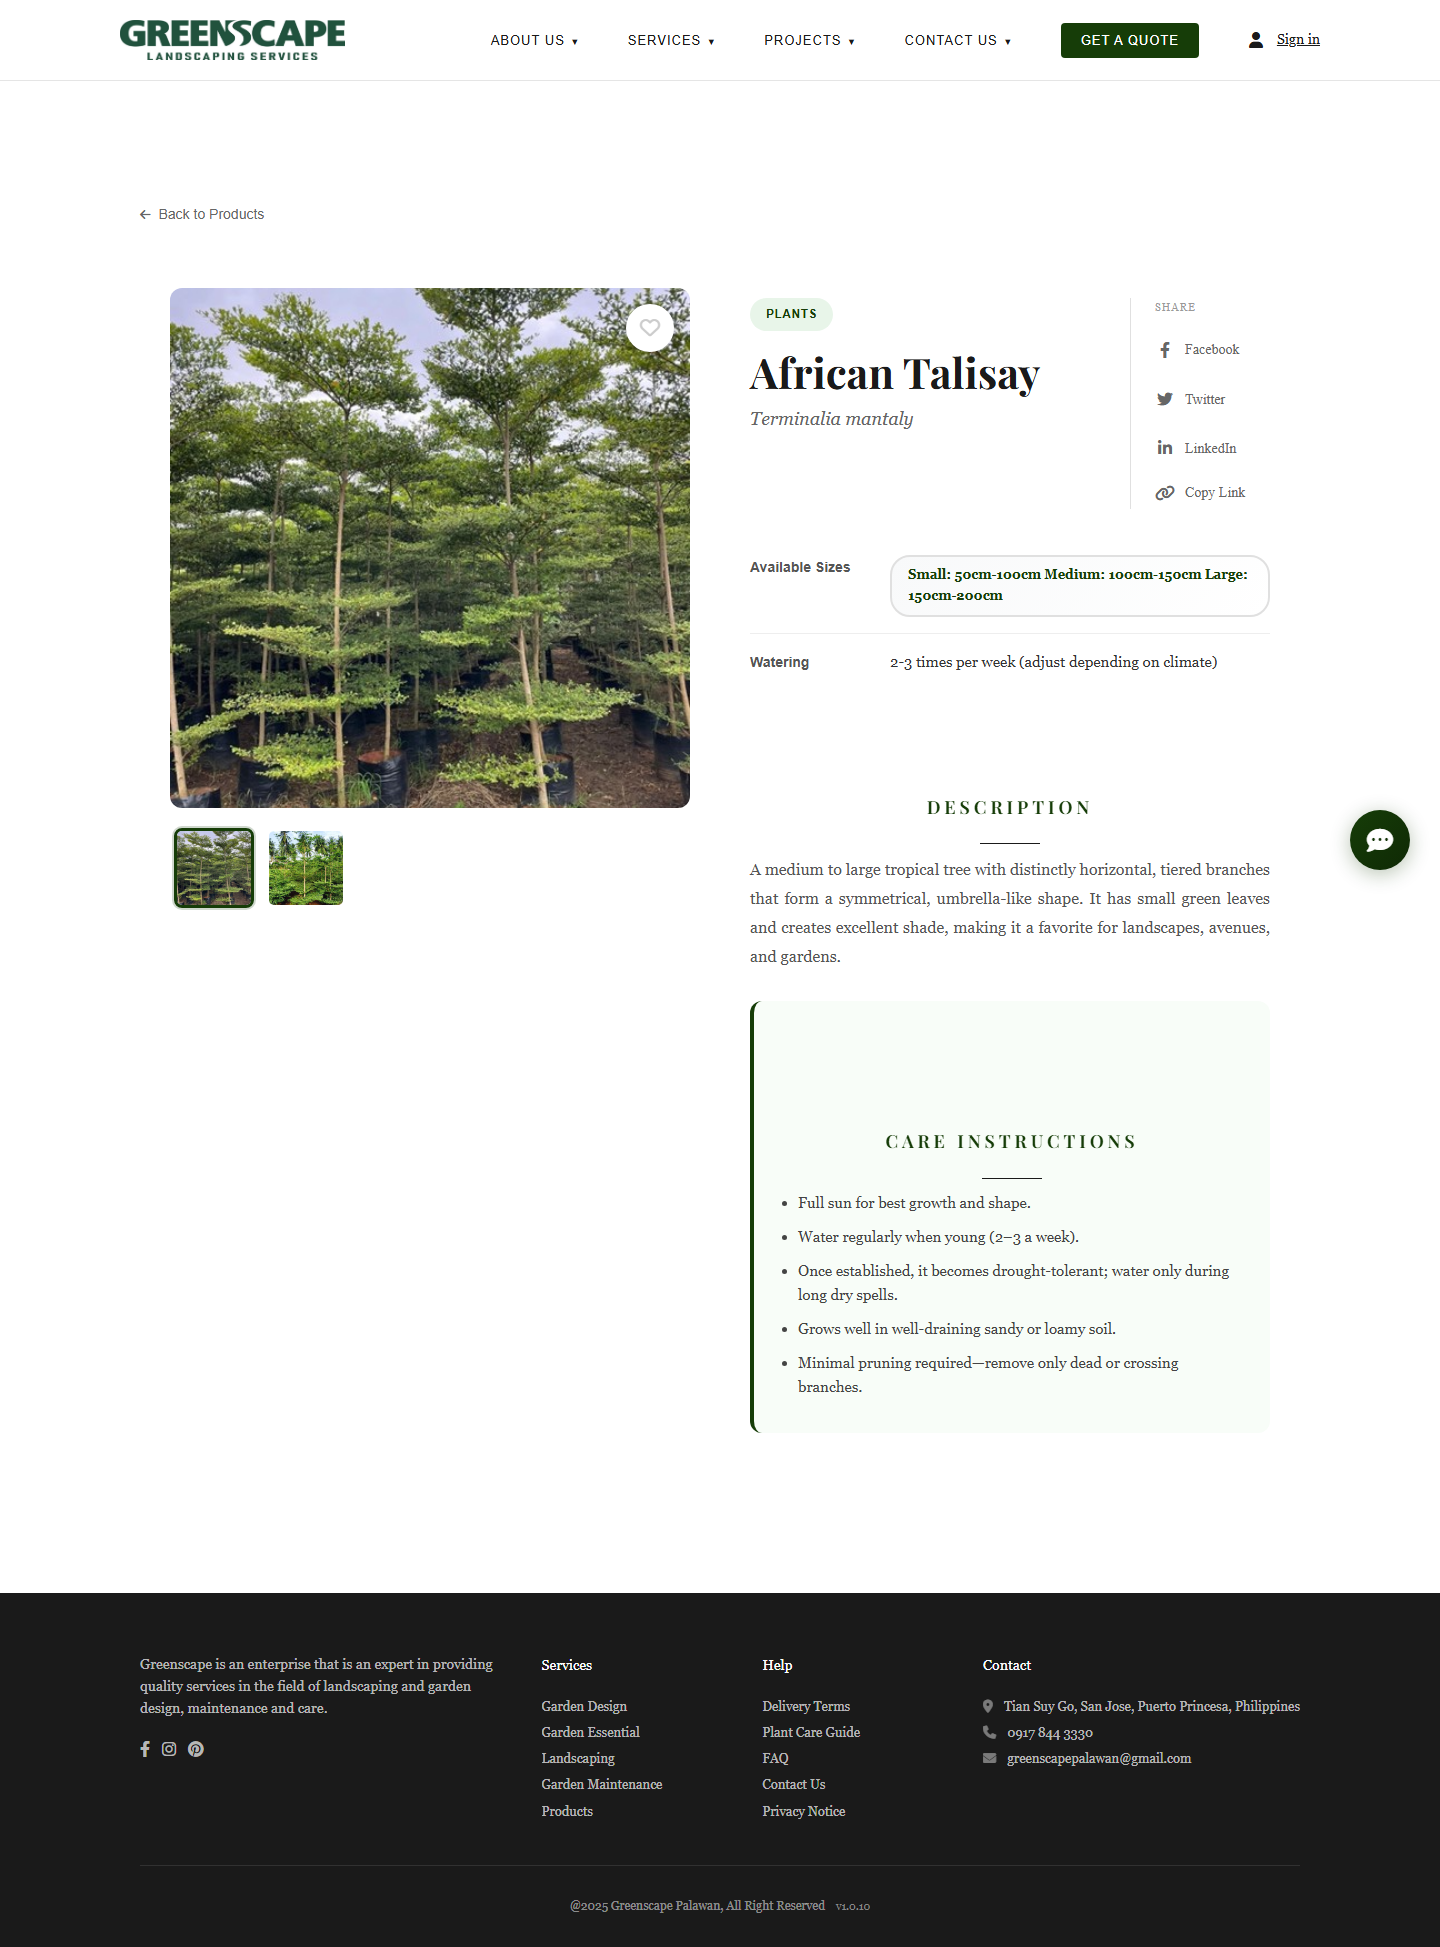 GREENSCAPE
LANDSCAPING SERVICES
ABOUT US ▾
SERVICES ▾
PROJECTS ▾
CONTACT US ▾
GET A QUOTE
Sign in
← Back to Products
PLANTS
African Talisay
Terminalia mantaly
SHARE
Facebook
Twitter
LinkedIn
Copy Link
Available Sizes
Small: 50cm-100cm Medium: 100cm-150cm Large:
150cm-200cm
Watering
2-3 times per week (adjust depending on climate)
DESCRIPTION
A medium to large tropical tree with distinctly horizontal, tiered branches
that form a symmetrical, umbrella-like shape. It has small green leaves
and creates excellent shade, making it a favorite for landscapes, avenues,
and gardens.
CARE INSTRUCTIONS
• Full sun for best growth and shape.
• Water regularly when young (2–3 a week).
• Once established, it becomes drought-tolerant; water only during
long dry spells.
• Grows well in well-draining sandy or loamy soil.
• Minimal pruning required—remove only dead or crossing
branches.
Greenscape is an enterprise that is an expert in providing
quality services in the field of landscaping and garden
design, maintenance and care.
Services
Garden Design
Garden Essential
Landscaping
Garden Maintenance
Products
Help
Delivery Terms
Plant Care Guide
FAQ
Contact Us
Privacy Notice
Contact
Tian Suy Go, San Jose, Puerto Princesa, Philippines
0917 844 3330
greenscapepalawan@gmail.com
@2025 Greenscape Palawan, All Right Reserved v1.0.10